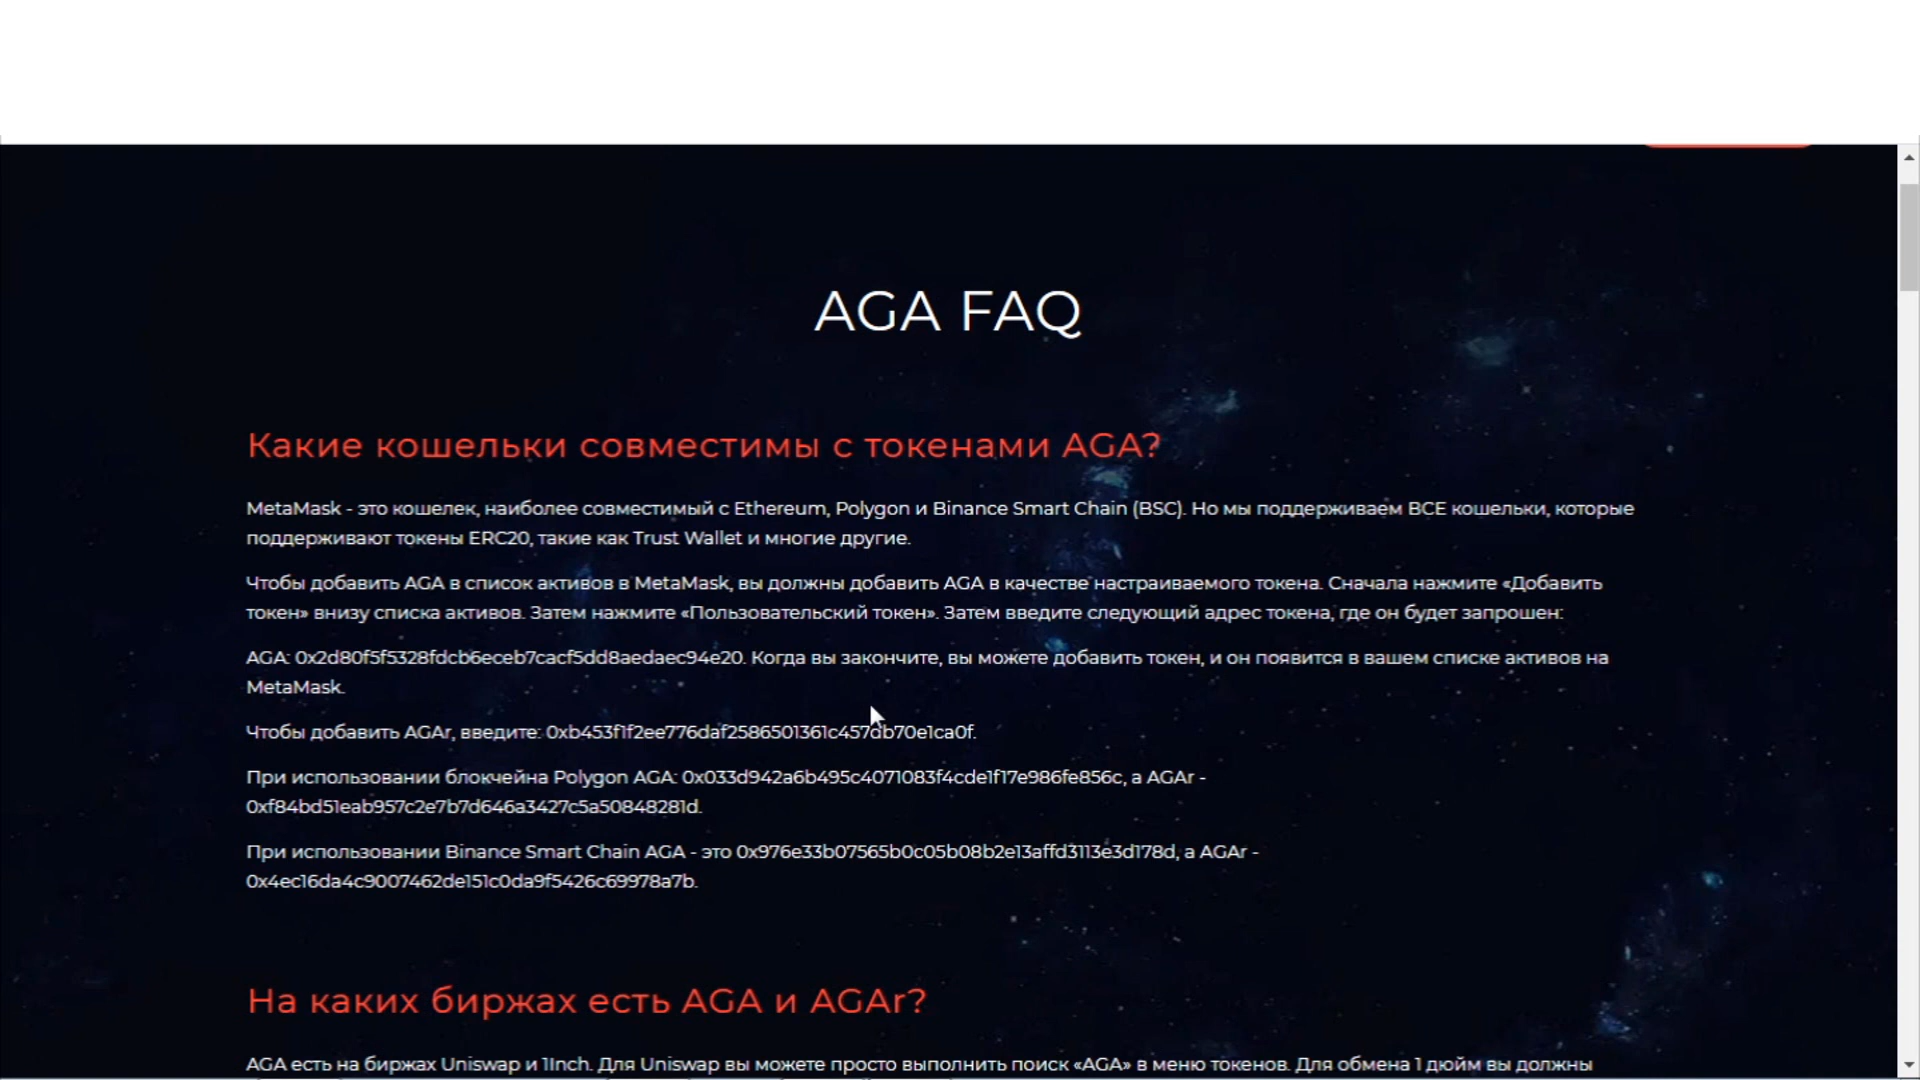 AGA FAQ
Какие кошельки совместимы с токенами AGA?
MetaMask - это кошелек, наиболее совместимый с Ethereum, Polygon и Binance Smart Chain (BSC). Но мы поддерживаем ВСЕ кошельки, которые
поддерживают токены ERC20, такие как Trust Wallet и многие другие.
Чтобы добавить AGA в список активов в MetaMask, вы должны добавить AGA в качестве настраиваемого токена. Сначала нажмите «Добавить
токен» внизу списка активов. Затем нажмите «Пользовательский токен». Затем введите следующий адрес токена, где он будет запрошен:
AGA: 0x2d80f5f5328fdcb6eceb7cacf5dd8aedaec94e20. Когда вы закончите, вы можете добавить токен, и он появится в вашем списке активов на
MetaMask.
Чтобы добавить AGAr, введите: 0xb453f1f2ee776daf2586501361c457db70e1ca0f.
При использовании блокчейна Polygon AGA: 0x033d942a6b495c4071083f4cde1f17e986fe856c, а AGAr -
0xf84bd51eab957c2e7b7d646a3427c5a50848281d.
При использовании Binance Smart Chain AGA - это 0x976e33b07565b0c05b08b2e13affd3113e3d178d, а AGAr -
0x4ec16da4c9007462de151c0da9f5426c69978a7b.
На каких биржах есть AGA и AGAr?
AGA есть на биржах Uniswap и 1Inch. Для Uniswap вы можете просто выполнить поиск «AGA» в меню токенов. Для обмена 1 дюйм вы должны